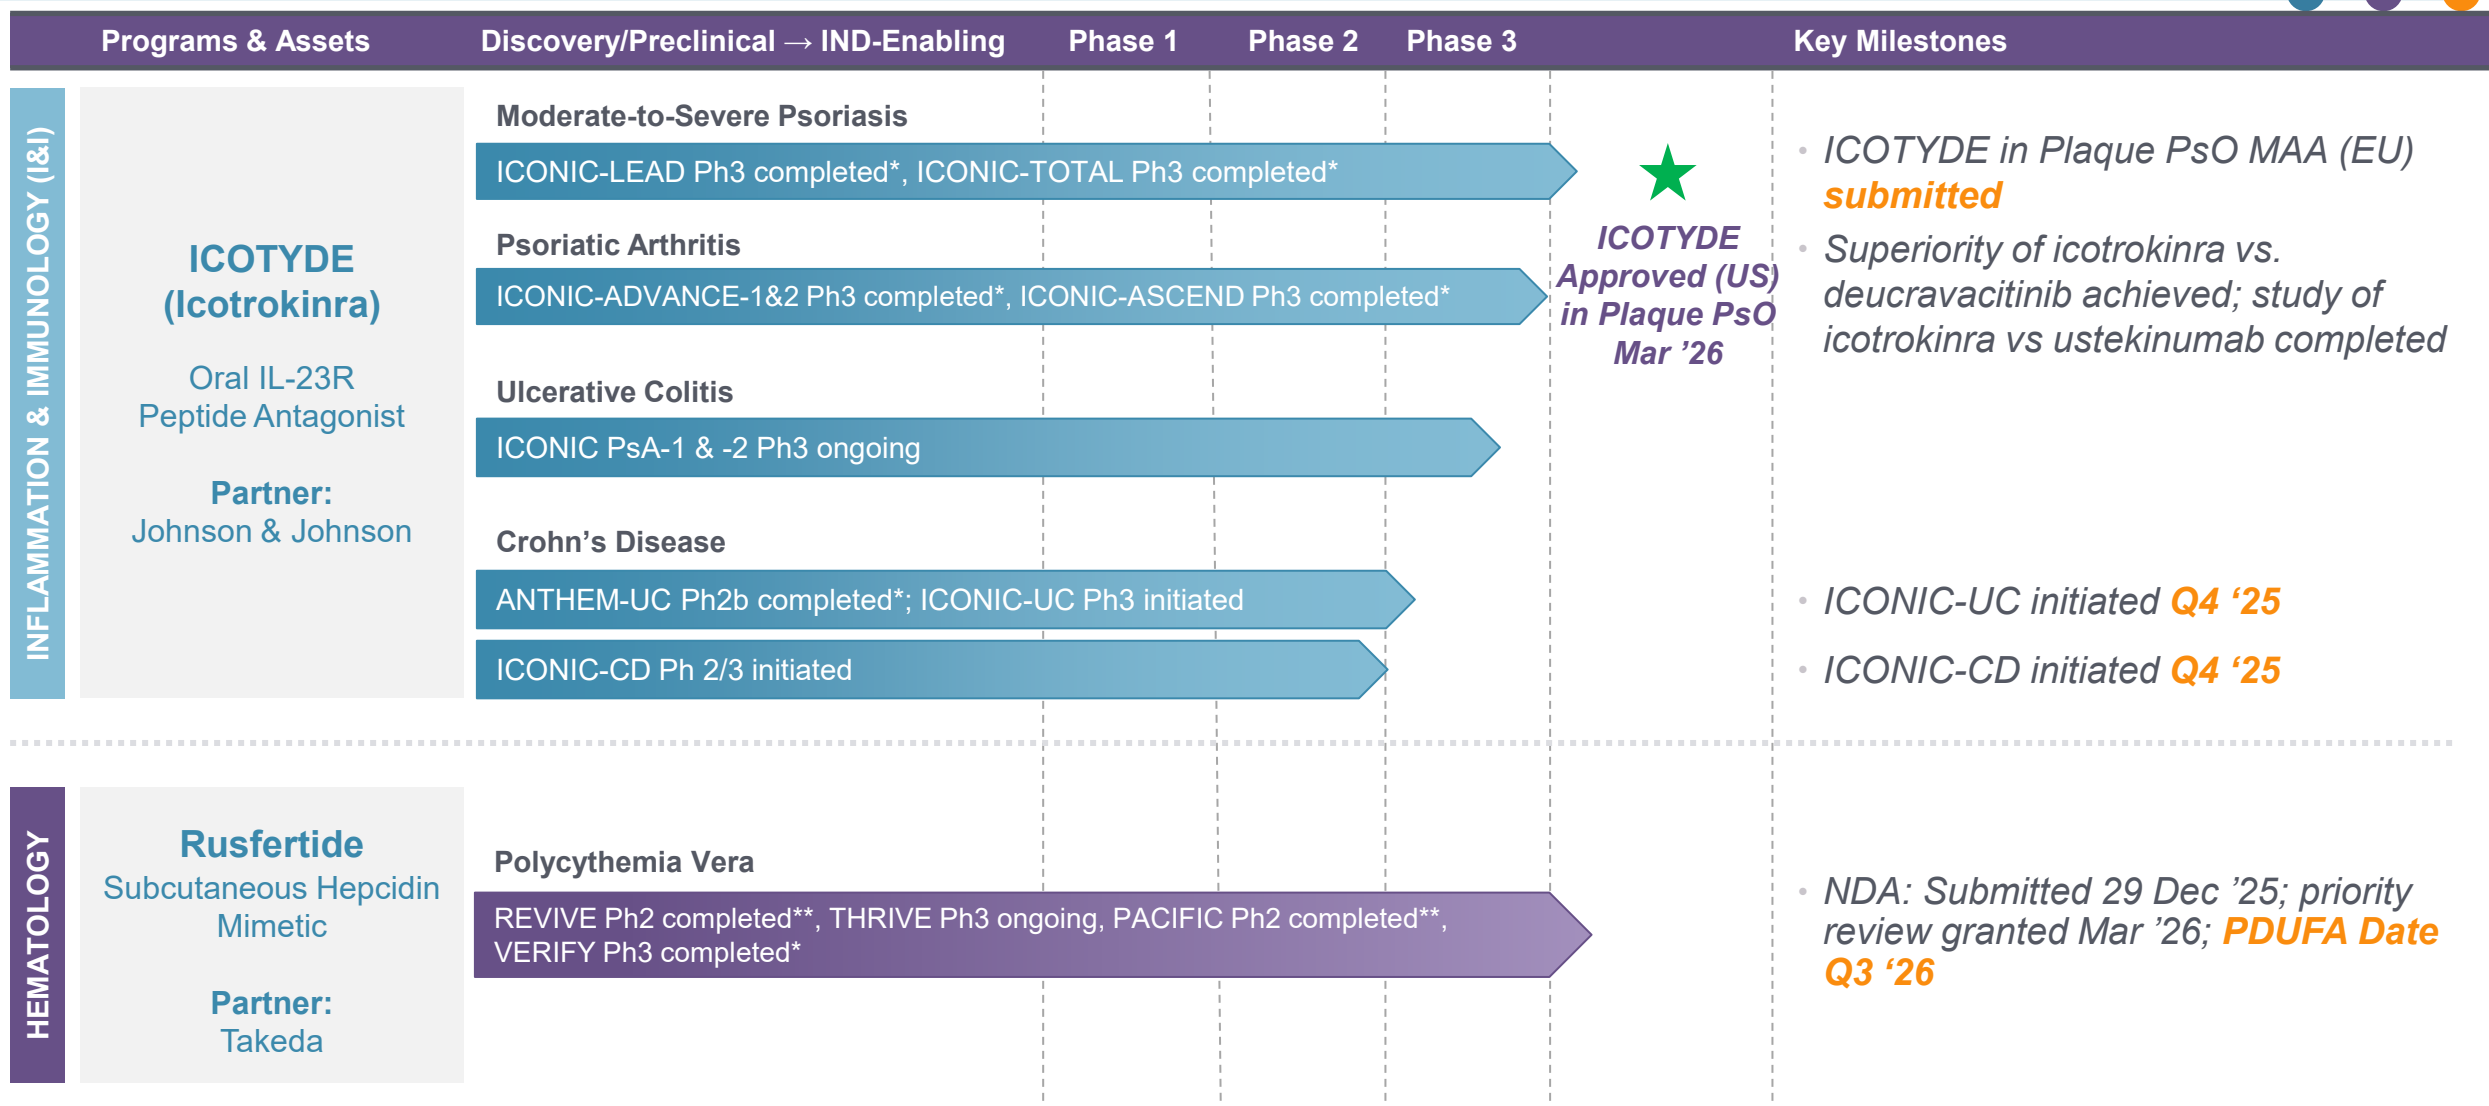 Programs & Assets
Discovery/Preclinical → IND-Enabling
Phase 1
Phase 2
Phase 3
Key Milestones
INFLAMMATION & IMMUNOLOGY (I&I)
ICOTYDE
(Icotrokinra)
Oral IL-23R
Peptide Antagonist
Partner:
Johnson & Johnson
Moderate-to-Severe Psoriasis
ICONIC-LEAD Ph3 completed*, ICONIC-TOTAL Ph3 completed*
Psoriatic Arthritis
ICONIC-ADVANCE-1&2 Ph3 completed*, ICONIC-ASCEND Ph3 completed*
Ulcerative Colitis
ICONIC PsA-1 & -2 Ph3 ongoing
Crohn’s Disease
ANTHEM-UC Ph2b completed*; ICONIC-UC Ph3 initiated
ICONIC-CD Ph 2/3 initiated
ICOTYDE
Approved (US)
in Plaque PsO
Mar ’26
• ICOTYDE in Plaque PsO MAA (EU)
submitted
• Superiority of icotrokinra vs.
deucravacitinib achieved; study of
icotrokinra vs ustekinumab completed
• ICONIC-UC initiated Q4 ‘25
• ICONIC-CD initiated Q4 ‘25
HEMATOLOGY
Rusfertide
Subcutaneous Hepcidin
Mimetic
Partner:
Takeda
Polycythemia Vera
REVIVE Ph2 completed**, THRIVE Ph3 ongoing, PACIFIC Ph2 completed**,
VERIFY Ph3 completed*
• NDA: Submitted 29 Dec ’25; priority
review granted Mar ’26; PDUFA Date
Q3 ‘26